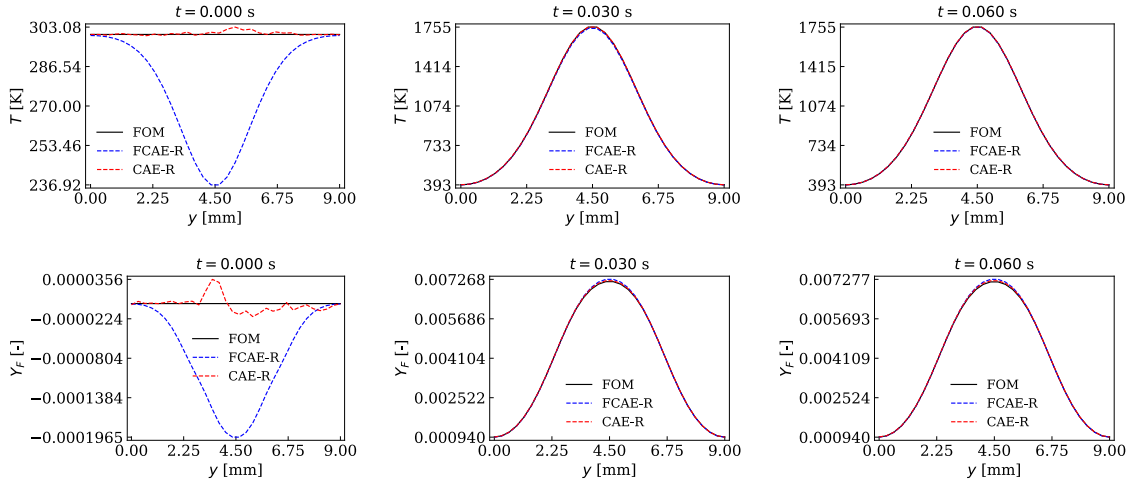 t = 0.000 s
303.08
286.54
270.00
253.46
236.92
T [K]
FOM
FCAE-R
CAE-R
0.00 2.25 4.50 6.75 9.00
y [mm]
t = 0.030 s
1755
1415
1074
733
393
T [K]
FOM
FCAE-R
CAE-R
0.00 2.25 4.50 6.75 9.00
y [mm]
t = 0.060 s
1755
1415
1074
734
393
T [K]
FOM
FCAE-R
CAE-R
0.00 2.25 4.50 6.75 9.00
y [mm]
t = 0.000 s
0.0000356
−0.0000224
−0.0000804
−0.0001384
−0.0001965
Y_F [-]
FOM
FCAE-R
CAE-R
0.00 2.25 4.50 6.75 9.00
y [mm]
t = 0.030 s
0.007268
0.005686
0.004104
0.002522
0.000940
Y_F [-]
FOM
FCAE-R
CAE-R
0.00 2.25 4.50 6.75 9.00
y [mm]
t = 0.060 s
0.007277
0.005693
0.004109
0.002524
0.000940
Y_F [-]
FOM
FCAE-R
CAE-R
0.00 2.25 4.50 6.75 9.00
y [mm]